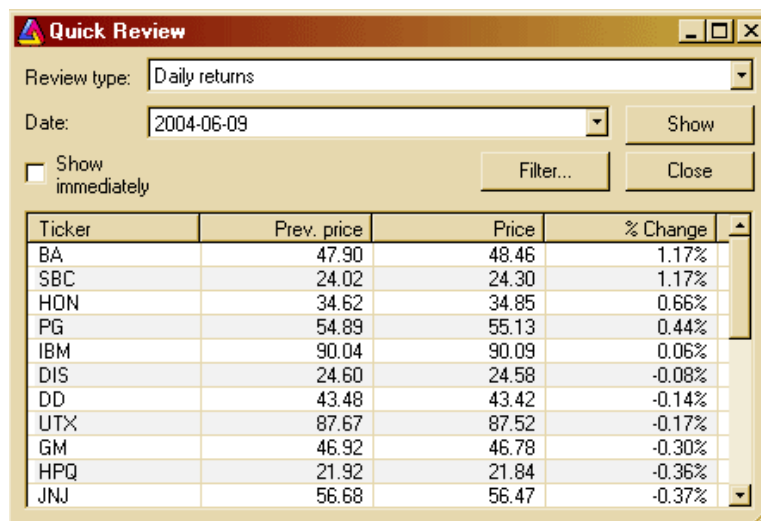 Quick Review
Review type: Daily returns
Date: 2004-06-09 Show
Show immediately Filter... Close
Ticker Prev. price Price % Change
BA 47.90 48.46 1.17%
SBC 24.02 24.30 1.17%
HON 34.62 34.85 0.66%
PG 54.89 55.13 0.44%
IBM 90.04 90.09 0.06%
DIS 24.60 24.58 -0.08%
DD 43.48 43.42 -0.14%
UTX 87.67 87.52 -0.17%
GM 46.92 46.78 -0.30%
HPQ 21.92 21.84 -0.36%
JNJ 56.68 56.47 -0.37%